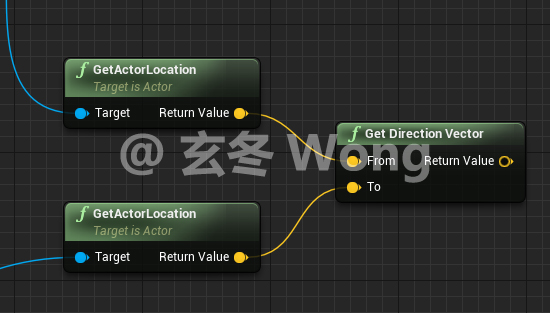 GetActorLocation
Target is Actor
Target Return Value
Get Direction Vector
@ 玄冬 Wong
From Return Value
To
GetActorLocation
Target is Actor
Target Return Value